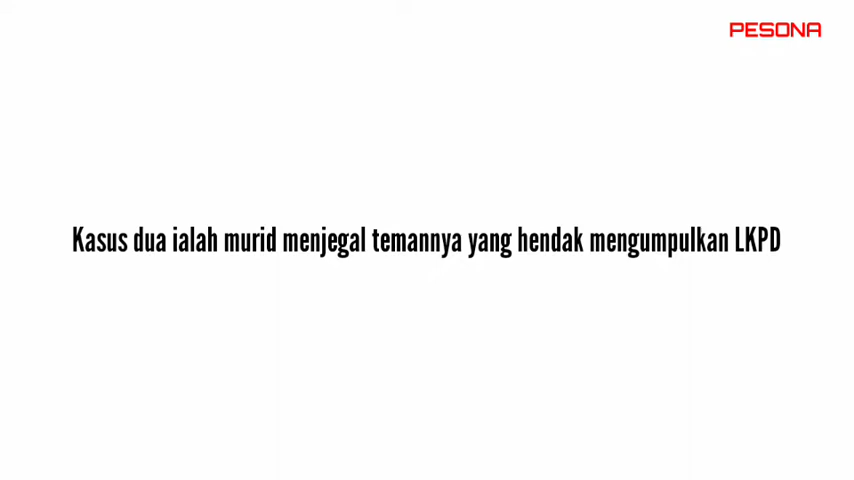 PESONA
Kasus dua ialah murid menjegal temannya yang hendak mengumpulkan LKPD